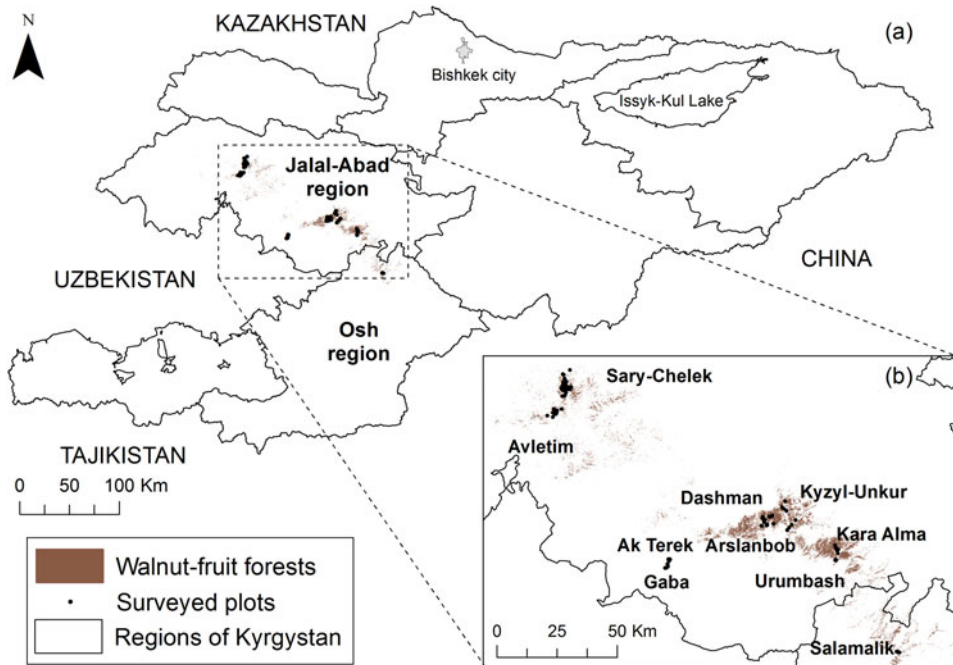 KAZAKHSTAN
N
(a)
Bishkek city
Issyk-Kul Lake
Jalal-Abad
region
CHINA
UZBEKISTAN
Osh
region
TAJIKISTAN
0 50 100 Km
Walnut-fruit forests
Surveyed plots
Regions of Kyrgystan
(b)
Sary-Chelek
Avletim
Dashman
Kyzyl-Unkur
Arslanbob
Kara Alma
Ak Terek
Gaba
Urumbash
0 25 50 Km
Salamalik